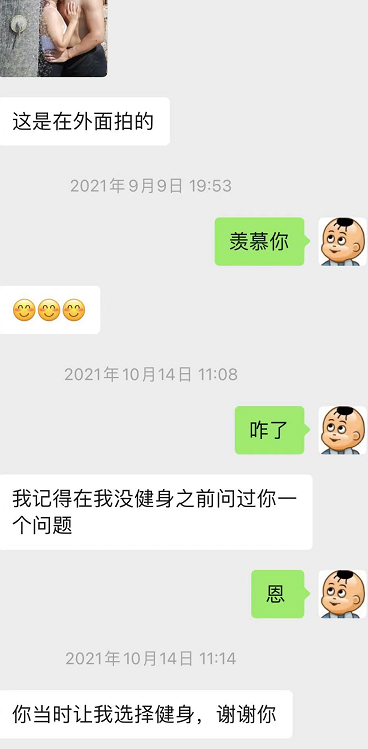 这是在外面拍的
2021年9月9日 19:53
羡慕你
😊😊😊
2021年10月14日 11:08
咋了
我记得在我没健身之前问过你一
个问题
恩
2021年10月14日 11:14
你当时让我选择健身，谢谢你